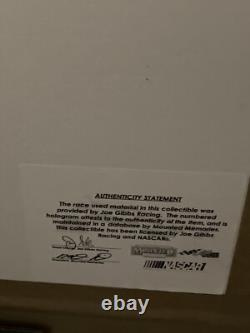 AUTHENTICITY STATEMENT
The race used material in this collectible was
provided by Joe Gibbs Racing. The numbered
hologram attests to the authenticity of the item, and is
maintained in a database by Mounted Memories.
This collectible has been licensed by Joe Gibbs
Racing and NASCAR®.
NASCAR